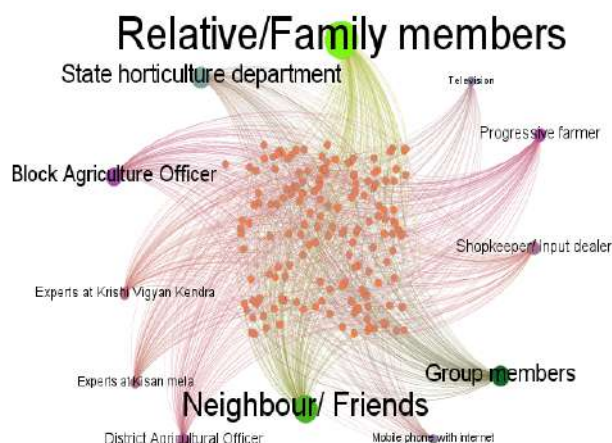 Relative/Family members
State horticulture department
Television
Progressive farmer
Block Agriculture Officer
Shopkeeper/ input dealer
Experts at Krishi Vigyan Kendra
Group members
Experts at Kisan mela
Neighbour/ Friends
District Agricultural Officer
Mobile phone with internet